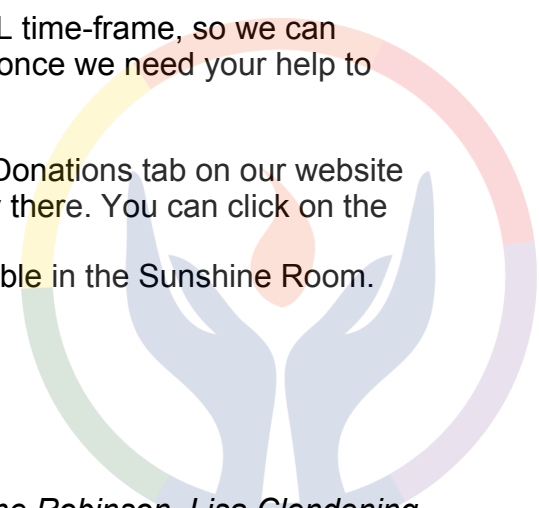 L time-frame, so we can
once we need your help to
Donations tab on our website
there. You can click on the
ble in the Sunshine Room.
Robinson, Lisa Clendening